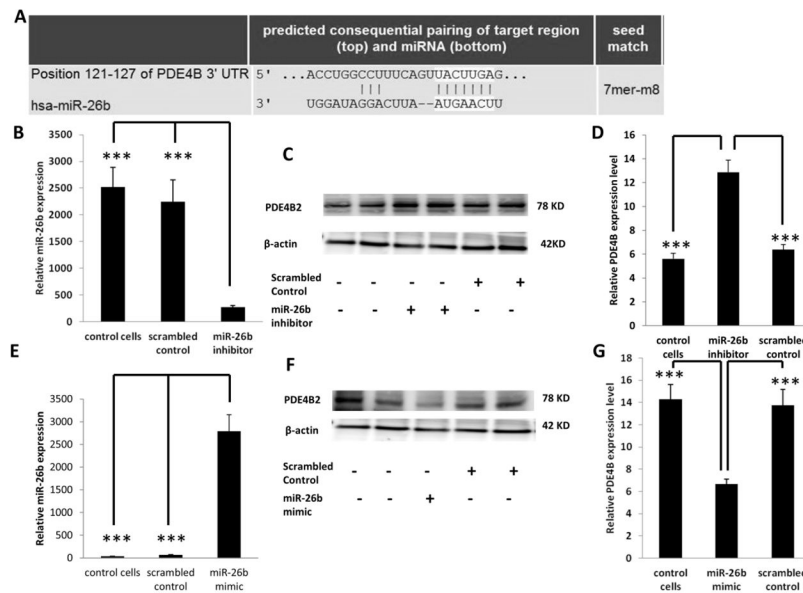 A
predicted consequential pairing of target region
(top) and miRNA (bottom)
seed
match
Position 121-127 of PDE4B 3' UTR
5' ...ACCUGGCCUUUCAGUUACUUGAG...
hsa-miR-26b
3' UGGAUAGGACUUA--AUGAACUU
7mer-m8
B
Relative miR-26b expression
3500
3000
2500
2000
1500
1000
500
0
*** ***
control cells
scrambled
control
miR-26b
inhibitor
C
PDE4B2
78 KD
β-actin
42KD
Scrambled
Control
- - - - + +
miR-26b
inhibitor
- - + + - -
D
Relative PDE4B expression level
16
14
12
10
8
6
4
2
0
*** ***
control
cells
miR-26b
inhibitor
scrambled
control
E
Relative miR-26b expression
3500
3000
2500
2000
1500
1000
500
0
*** ***
control cells
scrambled
control
miR-26b
mimic
F
PDE4B2
78 KD
β-actin
42 KD
Scrambled
Control
- - - + +
miR-26b
mimic
- - + - -
G
Relative PDE4B expression level
16
14
12
10
8
6
4
2
0
*** ***
control
cells
miR-26b
mimic
scrambled
control